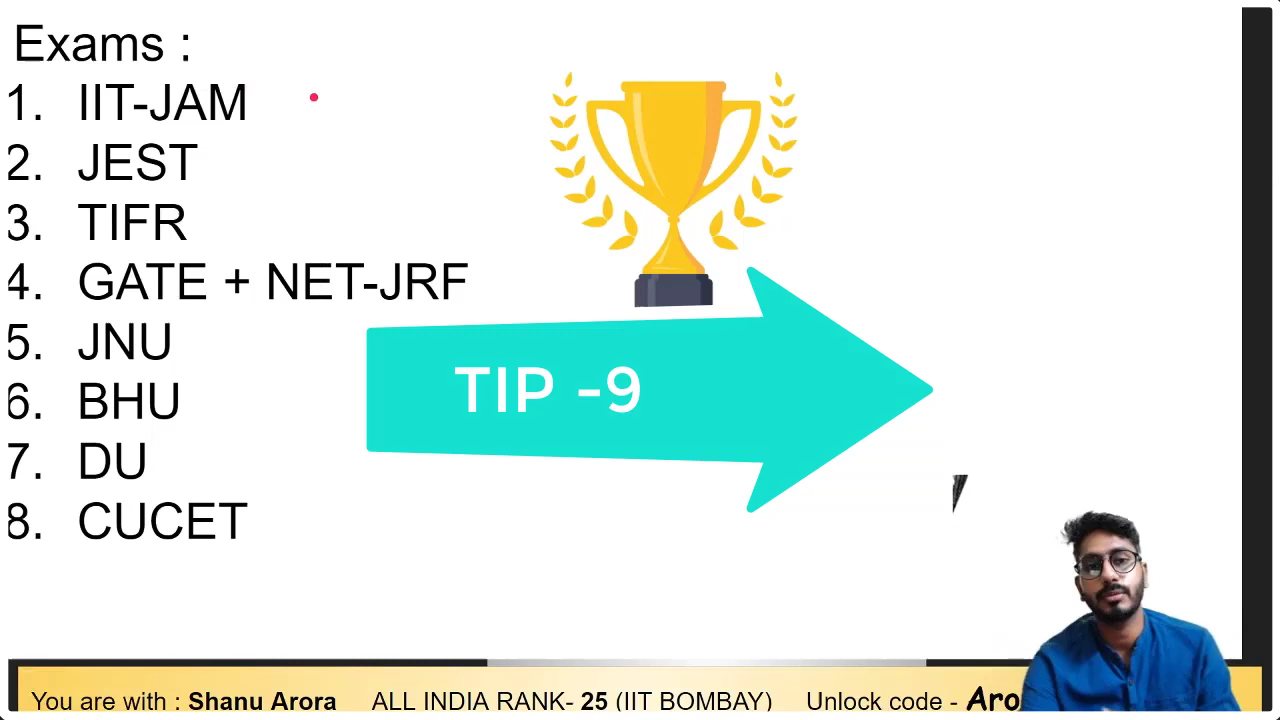 Exams :
1. IIT-JAM
2. JEST
3. TIFR
4. GATE + NET-JRF
5. JNU
6. BHU
7. DU
8. CUCET
TIP -9
You are with : Shanu Arora ALL INDIA RANK- 25 (IIT BOMBAY) Unlock code -